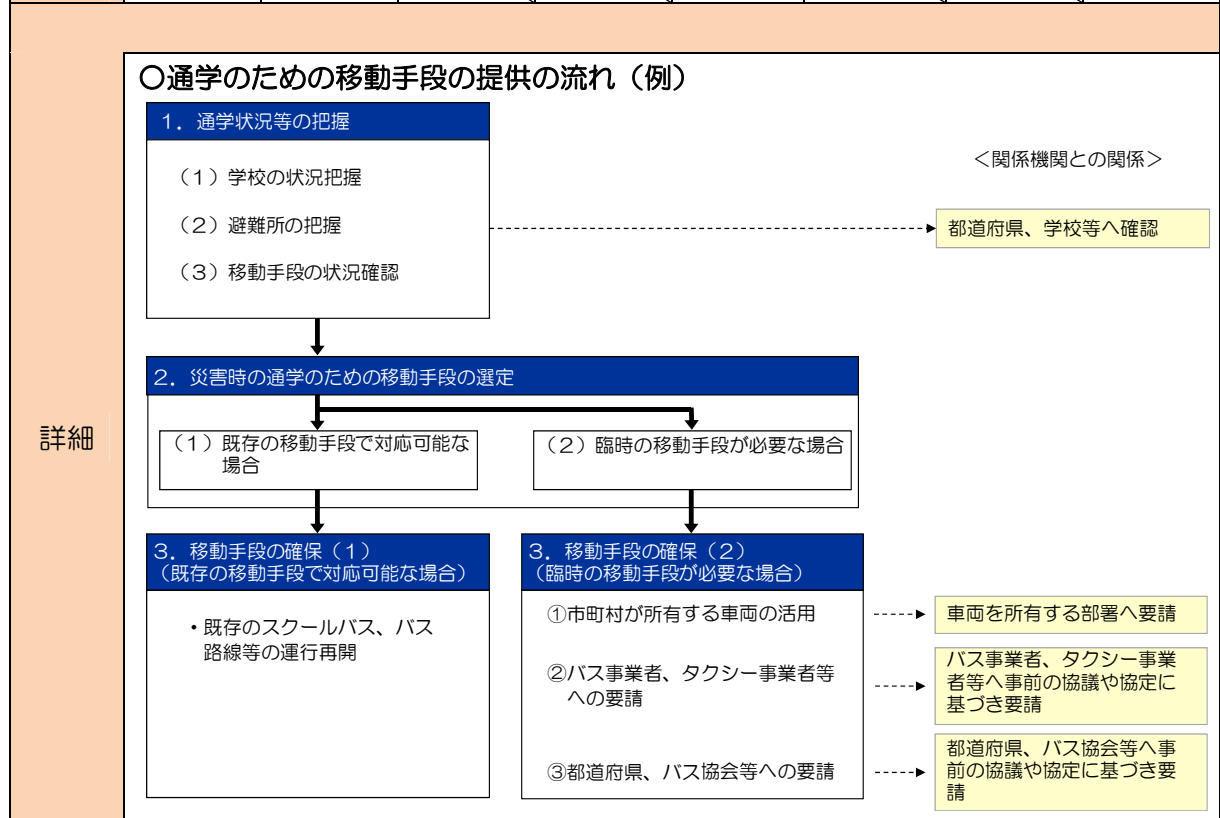 詳細
〇通学のための移動手段の提供の流れ（例）
１．通学状況等の把握
（１）学校の状況把握
（２）避難所の把握
（３）移動手段の状況確認
＜関係機関との関係＞
都道府県、学校等へ確認
２．災害時の通学のための移動手段の選定
（１）既存の移動手段で対応可能な
場合
（２）臨時の移動手段が必要な場合
３．移動手段の確保（１）
（既存の移動手段で対応可能な場合）
・既存のスクールバス、バス
路線等の運行再開
３．移動手段の確保（２）
（臨時の移動手段が必要な場合）
①市町村が所有する車両の活用
車両を所有する部署へ要請
②バス事業者、タクシー事業者等
への要請
バス事業者、タクシー事業
者等へ事前の協議や協定に
基づき要請
③都道府県、バス協会等への要請
都道府県、バス協会等へ事
前の協議や協定に基づき要
請